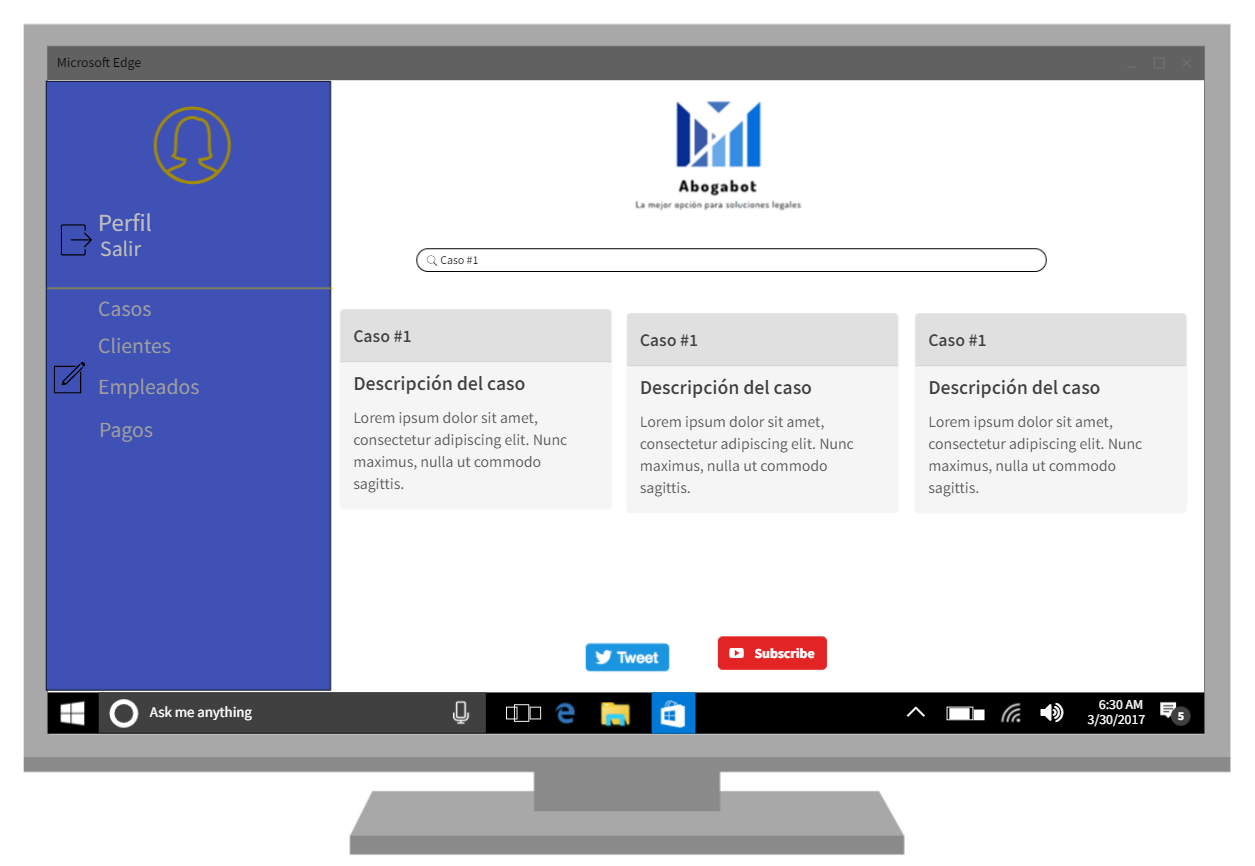 Microsoft Edge
Perfil
Salir
Casos
Clientes
Empleados
Pagos
Abogabot
La mejor opción para soluciones legales
Caso #1
Caso #1
Descripción del caso
Lorem ipsum dolor sit amet,
consectetur adipiscing elit. Nunc
maximus, nulla ut commodo
sagittis.
Caso #1
Descripción del caso
Lorem ipsum dolor sit amet,
consectetur adipiscing elit. Nunc
maximus, nulla ut commodo
sagittis.
Caso #1
Descripción del caso
Lorem ipsum dolor sit amet,
consectetur adipiscing elit. Nunc
maximus, nulla ut commodo
sagittis.
Tweet
Subscribe
Ask me anything
6:30 AM
3/30/2017
5